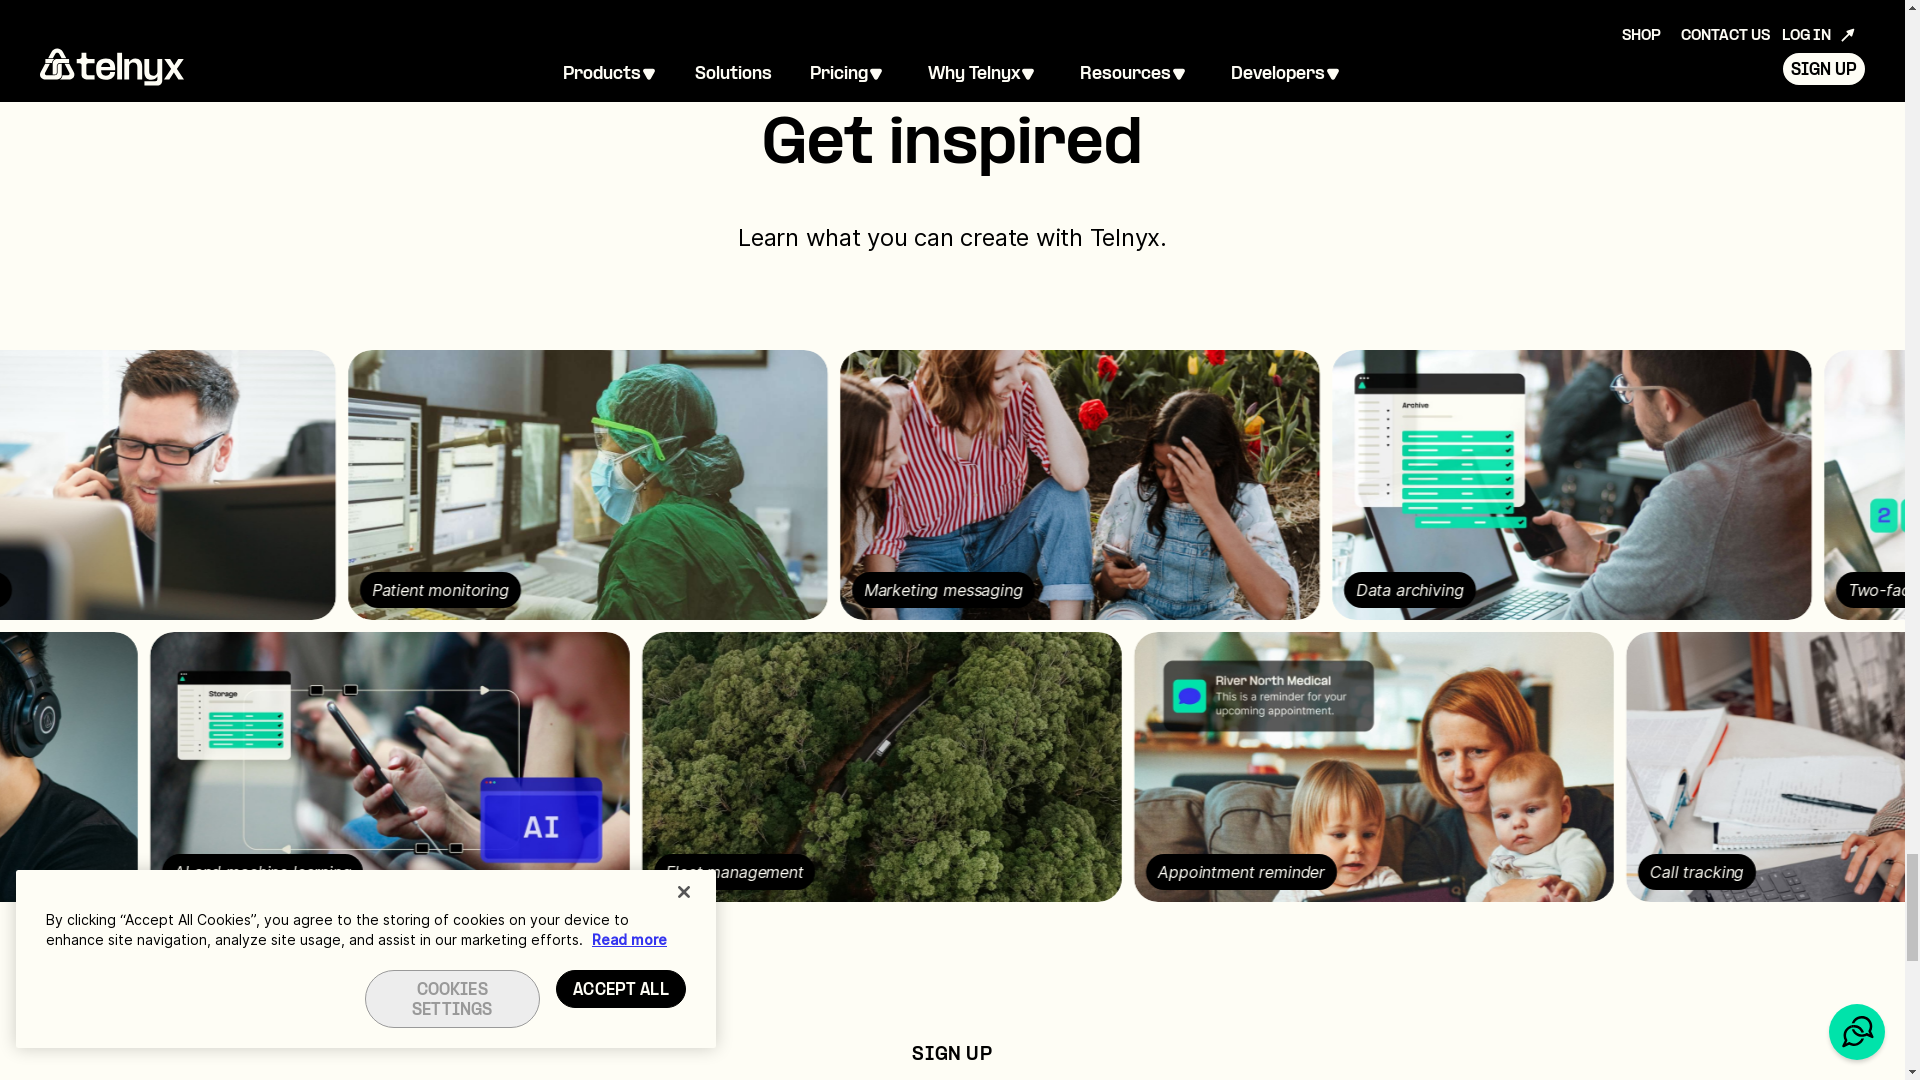 SHOP CONTACT US LOG IN
telnyx
Products Solutions Pricing Why Telnyx Resources Developers
SIGN UP
Get inspired
Learn what you can create with Telnyx.
Archive
2
Patient monitoring
Marketing messaging
Data archiving
Storage
AI
River North Medical
This is a reminder for your
upcoming appointment.
AI and machine learning
Fleet management
Appointment reminder
Call tracking
By clicking “Accept All Cookies”, you agree to the storing of cookies on your device to
enhance site navigation, analyze site usage, and assist in our marketing efforts. Read more
COOKIES
SETTINGS
ACCEPT ALL
SIGN UP